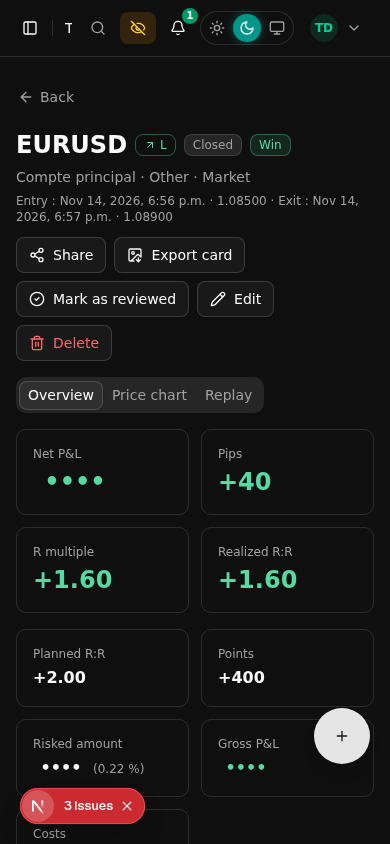 T
1
TD
Back
EURUSD L Closed Win
Compte principal · Other · Market
Entry : Nov 14, 2026, 6:56 p.m. · 1.08500 · Exit : Nov 14,
2026, 6:57 p.m. · 1.08900
Share Export card
Mark as reviewed Edit
Delete
Overview Price chart Replay
Net P&L
••••
Pips
+40
R multiple
+1.60
Realized R:R
+1.60
Planned R:R
+2.00
Points
+400
Risked amount
•••• (0.22 %)
Gross P&L
••••
+
N 3 Issues
Costs